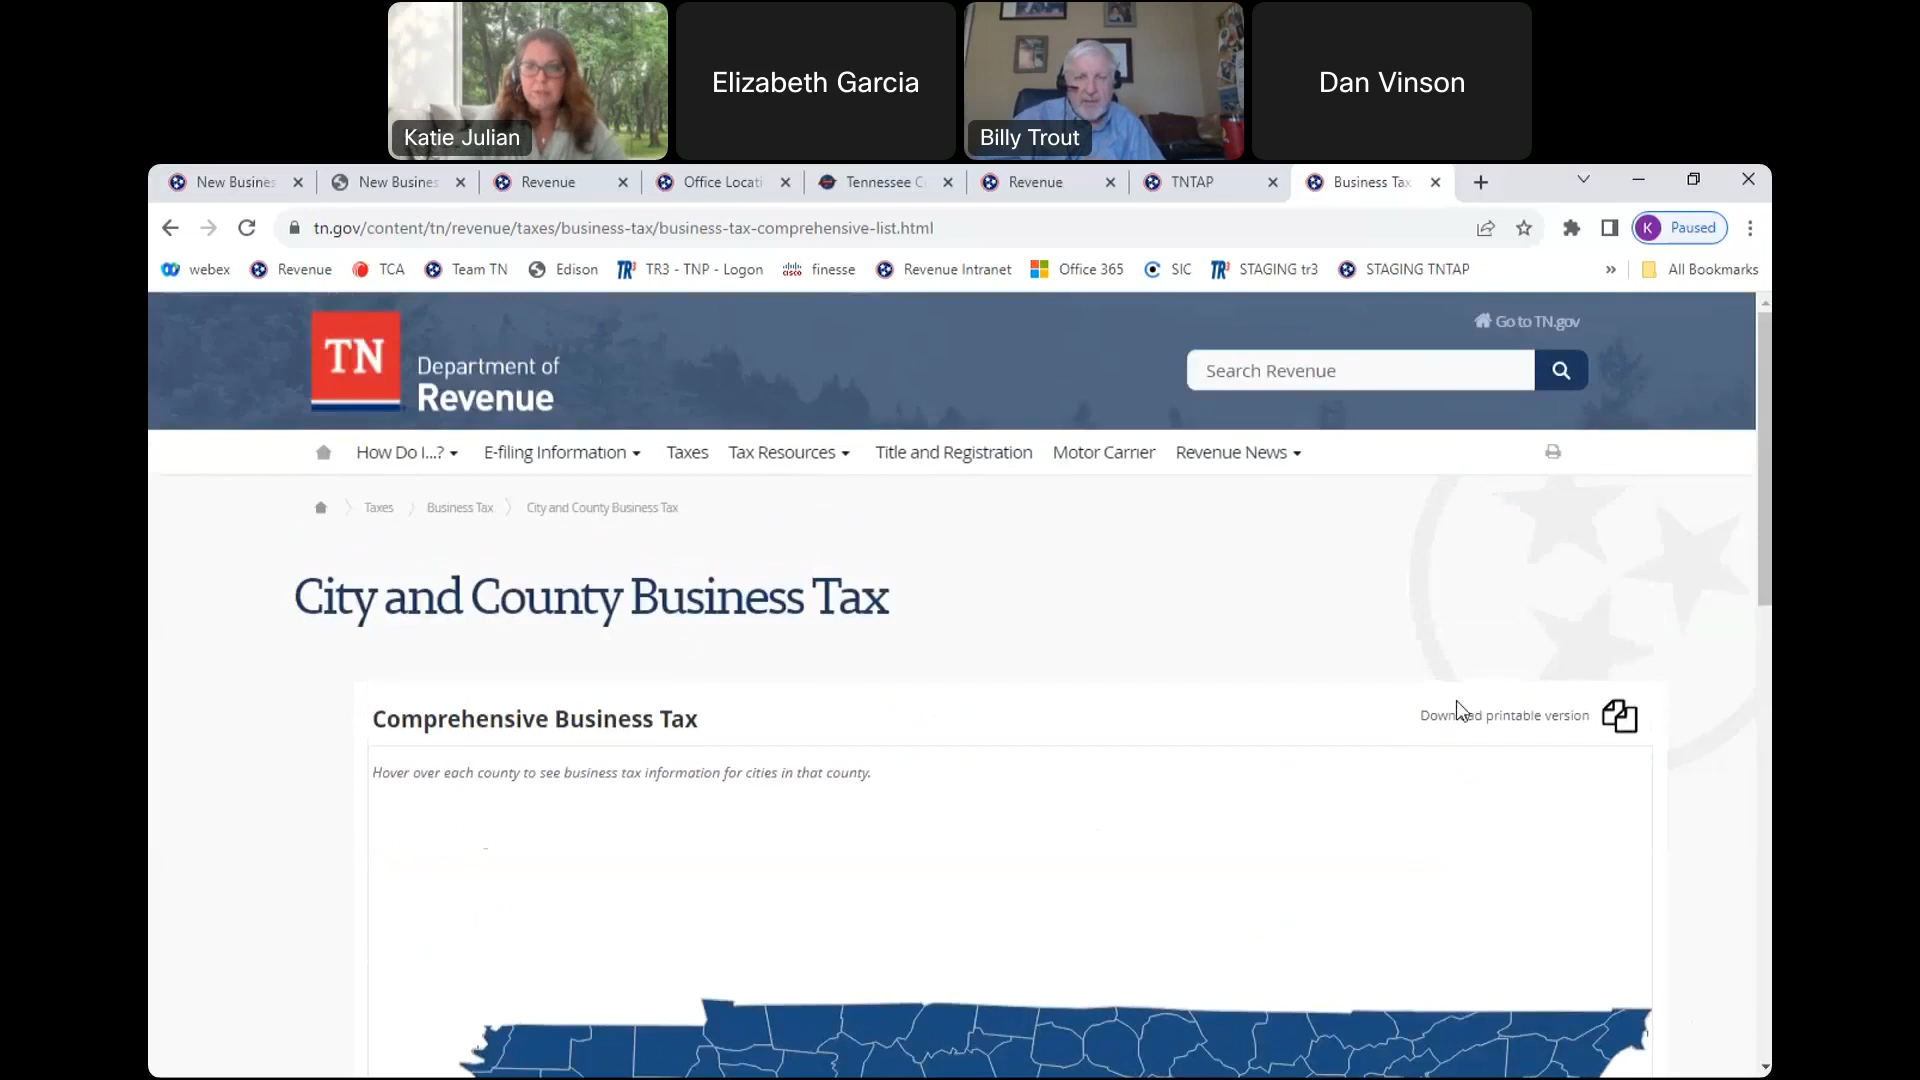 Katie Julian
Elizabeth Garcia
Billy Trout
Dan Vinson
New Busines
New Busines
Revenue
Office Locati
Tennessee C
Revenue
TNTAP
Business Tax
tn.gov/content/tn/revenue/taxes/business-tax/business-tax-comprehensive-list.html
K Paused
webex Revenue TCA Team TN Edison TR3 - TNP - Logon finesse Revenue Intranet Office 365 SIC STAGING tr3 STAGING TNTAP » All Bookmarks
Go to TN.gov
TN
Department of
Revenue
Search Revenue
How Do I...? E-filing Information Taxes Tax Resources Title and Registration Motor Carrier Revenue News
Taxes Business Tax City and County Business Tax
City and County Business Tax
Comprehensive Business Tax
Download printable version
Hover over each county to see business tax information for cities in that county.